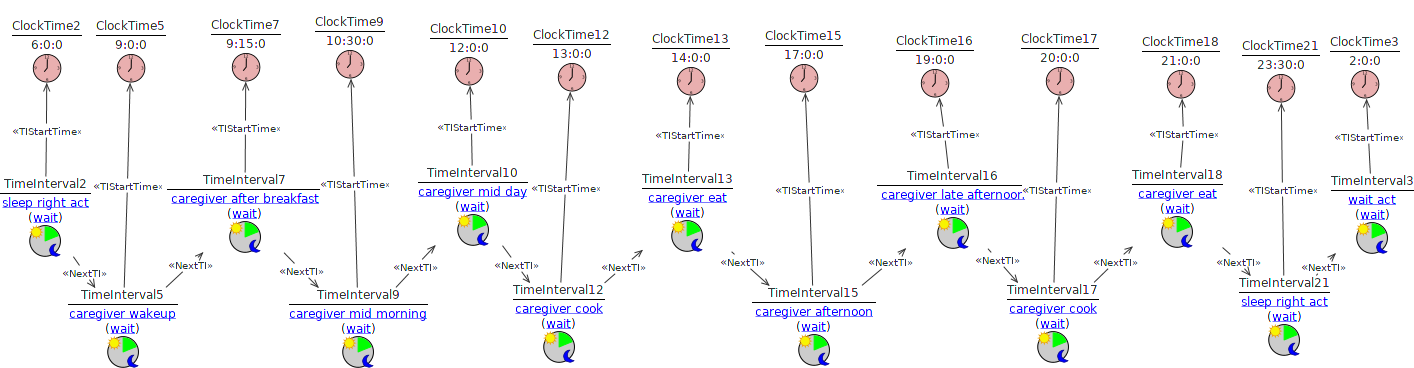 ClockTime2
6:0:0
ClockTime5
9:0:0
ClockTime7
9:15:0
ClockTime9
10:30:0
ClockTime10
12:0:0
ClockTime12
13:0:0
ClockTime13
14:0:0
ClockTime15
17:0:0
ClockTime16
19:0:0
ClockTime17
20:0:0
ClockTime18
21:0:0
ClockTime21
23:30:0
ClockTime3
2:0:0
«TIStartTime»
«TIStartTime»
«TIStartTime»
«TIStartTime»
«TIStartTime»
«TIStartTime»
«TIStartTime»
«TIStartTime»
«TIStartTime»
«TIStartTime»
«TIStartTime»
«TIStartTime»
«TIStartTime»
TimeInterval2
sleep right act
(wait)
TimeInterval7
caregiver after breakfast
(wait)
TimeInterval10
caregiver mid day
(wait)
TimeInterval13
caregiver eat
(wait)
TimeInterval16
caregiver late afternoon
(wait)
TimeInterval18
caregiver eat
(wait)
TimeInterval3
wait act
(wait)
«NextTI»
«NextTI»
«NextTI»
«NextTI»
«NextTI»
«NextTI»
«NextTI»
«NextTI»
«NextTI»
«NextTI»
«NextTI»
«NextTI»
TimeInterval5
caregiver wakeup
(wait)
TimeInterval9
caregiver mid morning
(wait)
TimeInterval12
caregiver cook
(wait)
TimeInterval15
caregiver afternoon
(wait)
TimeInterval17
caregiver cook
(wait)
TimeInterval21
sleep right act
(wait)